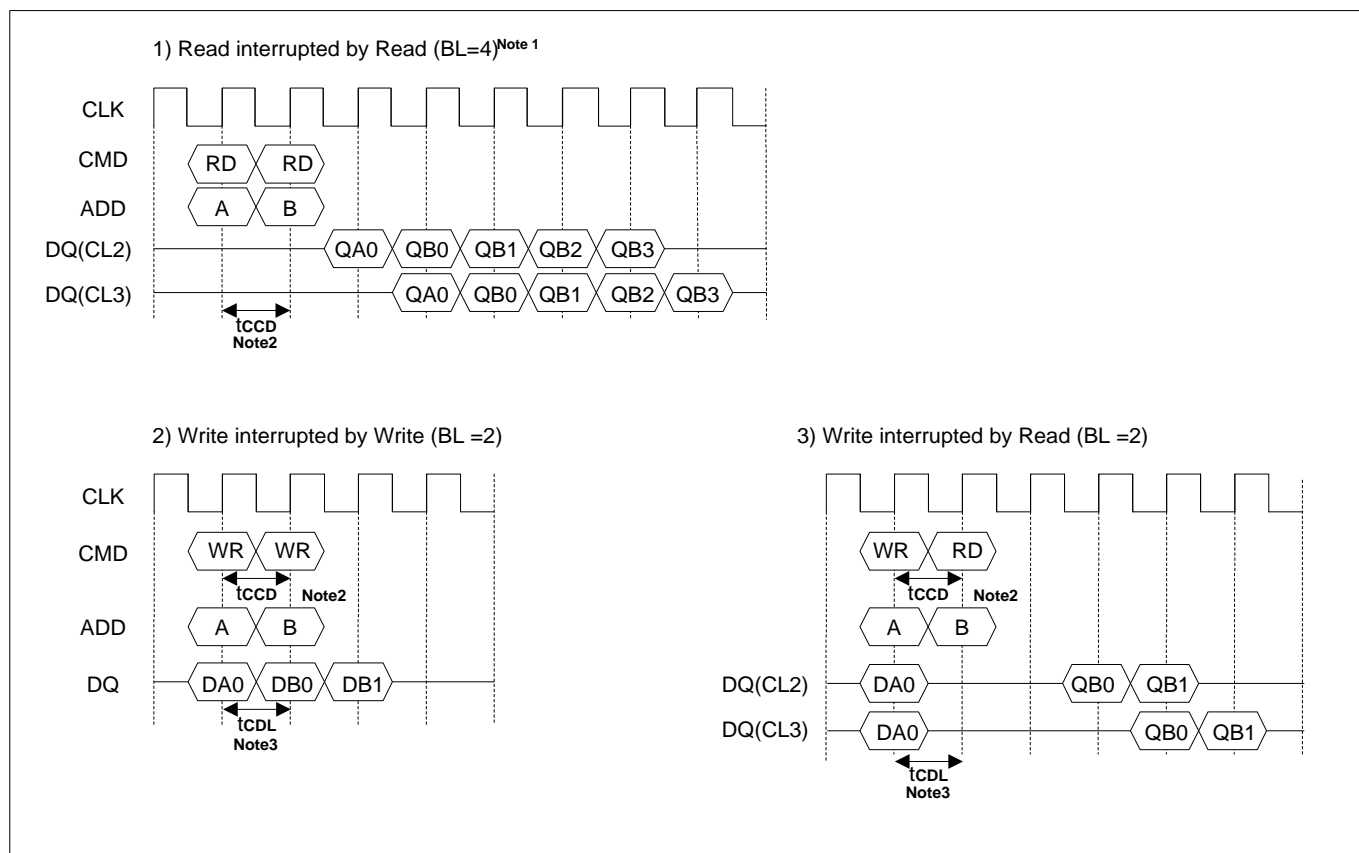 1) Read interrupted by Read (BL=4)Note 1
CLK
CMD RD RD
ADD A B
DQ(CL2) QA0 QB0 QB1 QB2 QB3
DQ(CL3) QA0 QB0 QB1 QB2 QB3
tCCD
Note2
2) Write interrupted by Write (BL =2)
CLK
CMD WR WR
tCCD Note2
ADD A B
DQ DA0 DB0 DB1
tCDL
Note3
3) Write interrupted by Read (BL =2)
WR RD
tCCD Note2
A B
DQ(CL2) DA0 QB0 QB1
DQ(CL3) DA0 QB0 QB1
tCDL
Note3